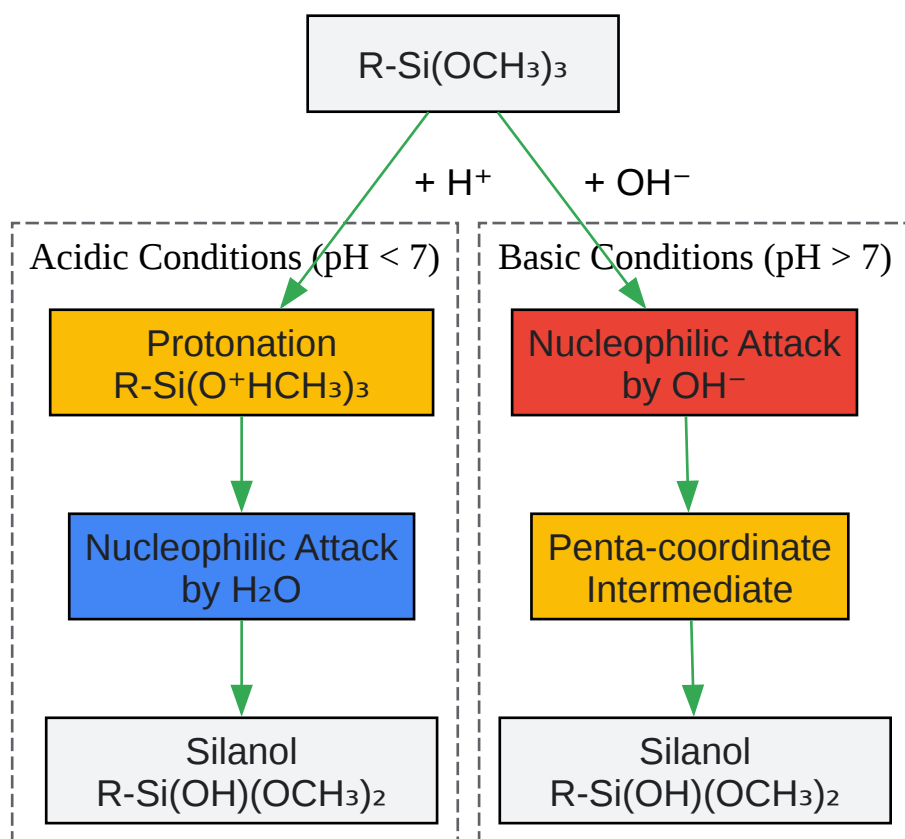 R-Si(OCH₃)₃
+ H⁺
+ OH⁻
Acidic Conditions (pH < 7)
Protonation
R-Si(O⁺HCH₃)₃
Nucleophilic Attack
by H₂O
Silanol
R-Si(OH)(OCH₃)₂
Basic Conditions (pH > 7)
Nucleophilic Attack
by OH⁻
Penta-coordinate
Intermediate
Silanol
R-Si(OH)(OCH₃)₂